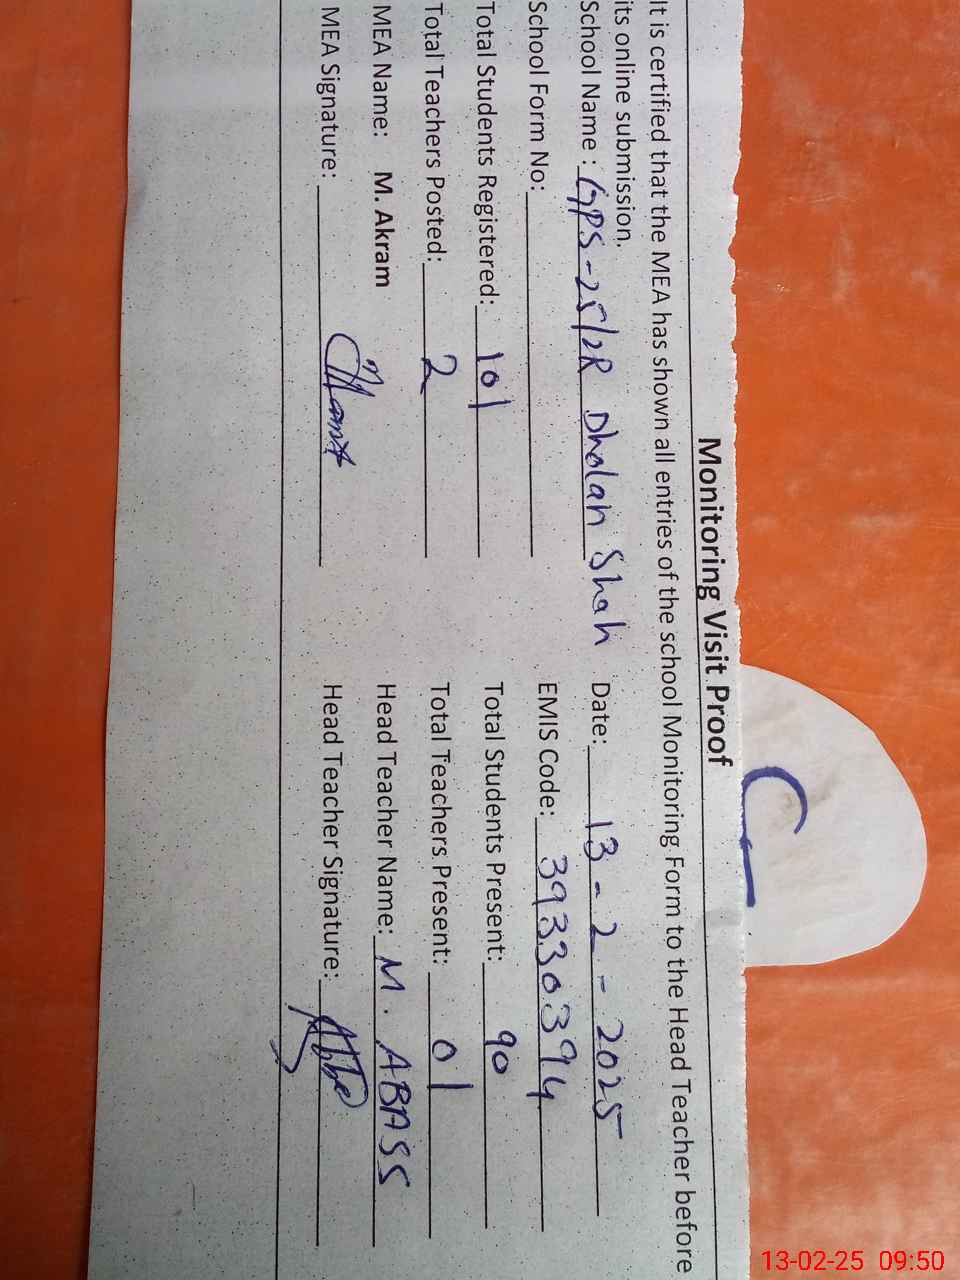 Monitoring Visit Proof
It is certified that the MEA has shown all entries of the school Monitoring Form to the Head Teacher before
its online submission.
School Name : GPS-25/2R Dholan Shah Date: 13-2-2025
School Form No: EMIS Code: 39330394
Total Students Registered: 101 Total Students Present: 90
Total Teachers Posted: 2 Total Teachers Present: 01
MEA Name: M. Akram Head Teacher Name: M. ABASS
MEA Signature: Head Teacher Signature:
13-02-25 09:50